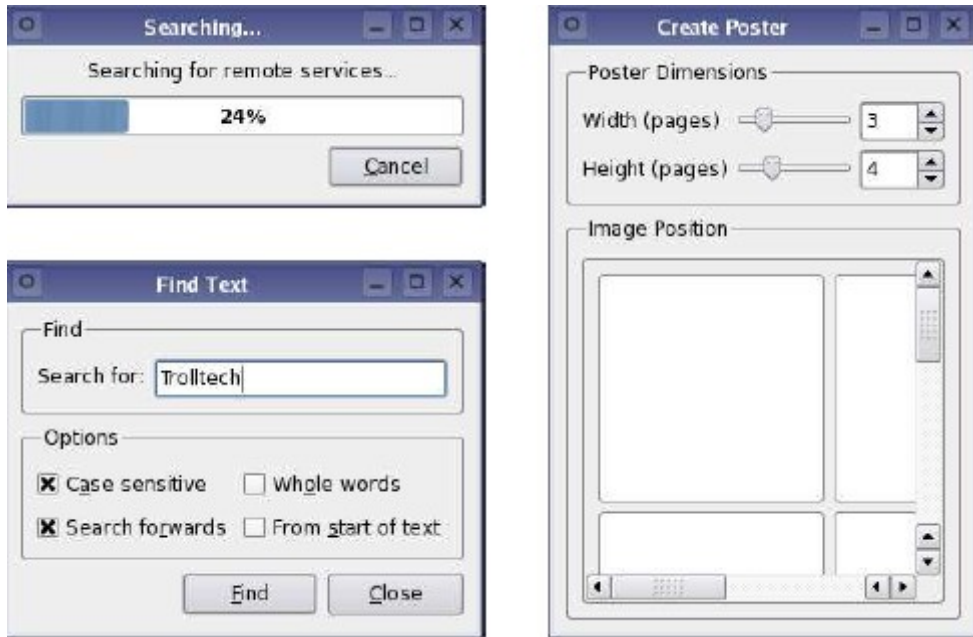 Searching...
Searching for remote services...
24%
Cancel
Find Text
Find
Search for: Trolltech
Options
Case sensitive Whole words
Search forwards From start of text
Find Close
Create Poster
Poster Dimensions
Width (pages) 3
Height (pages) 4
Image Position